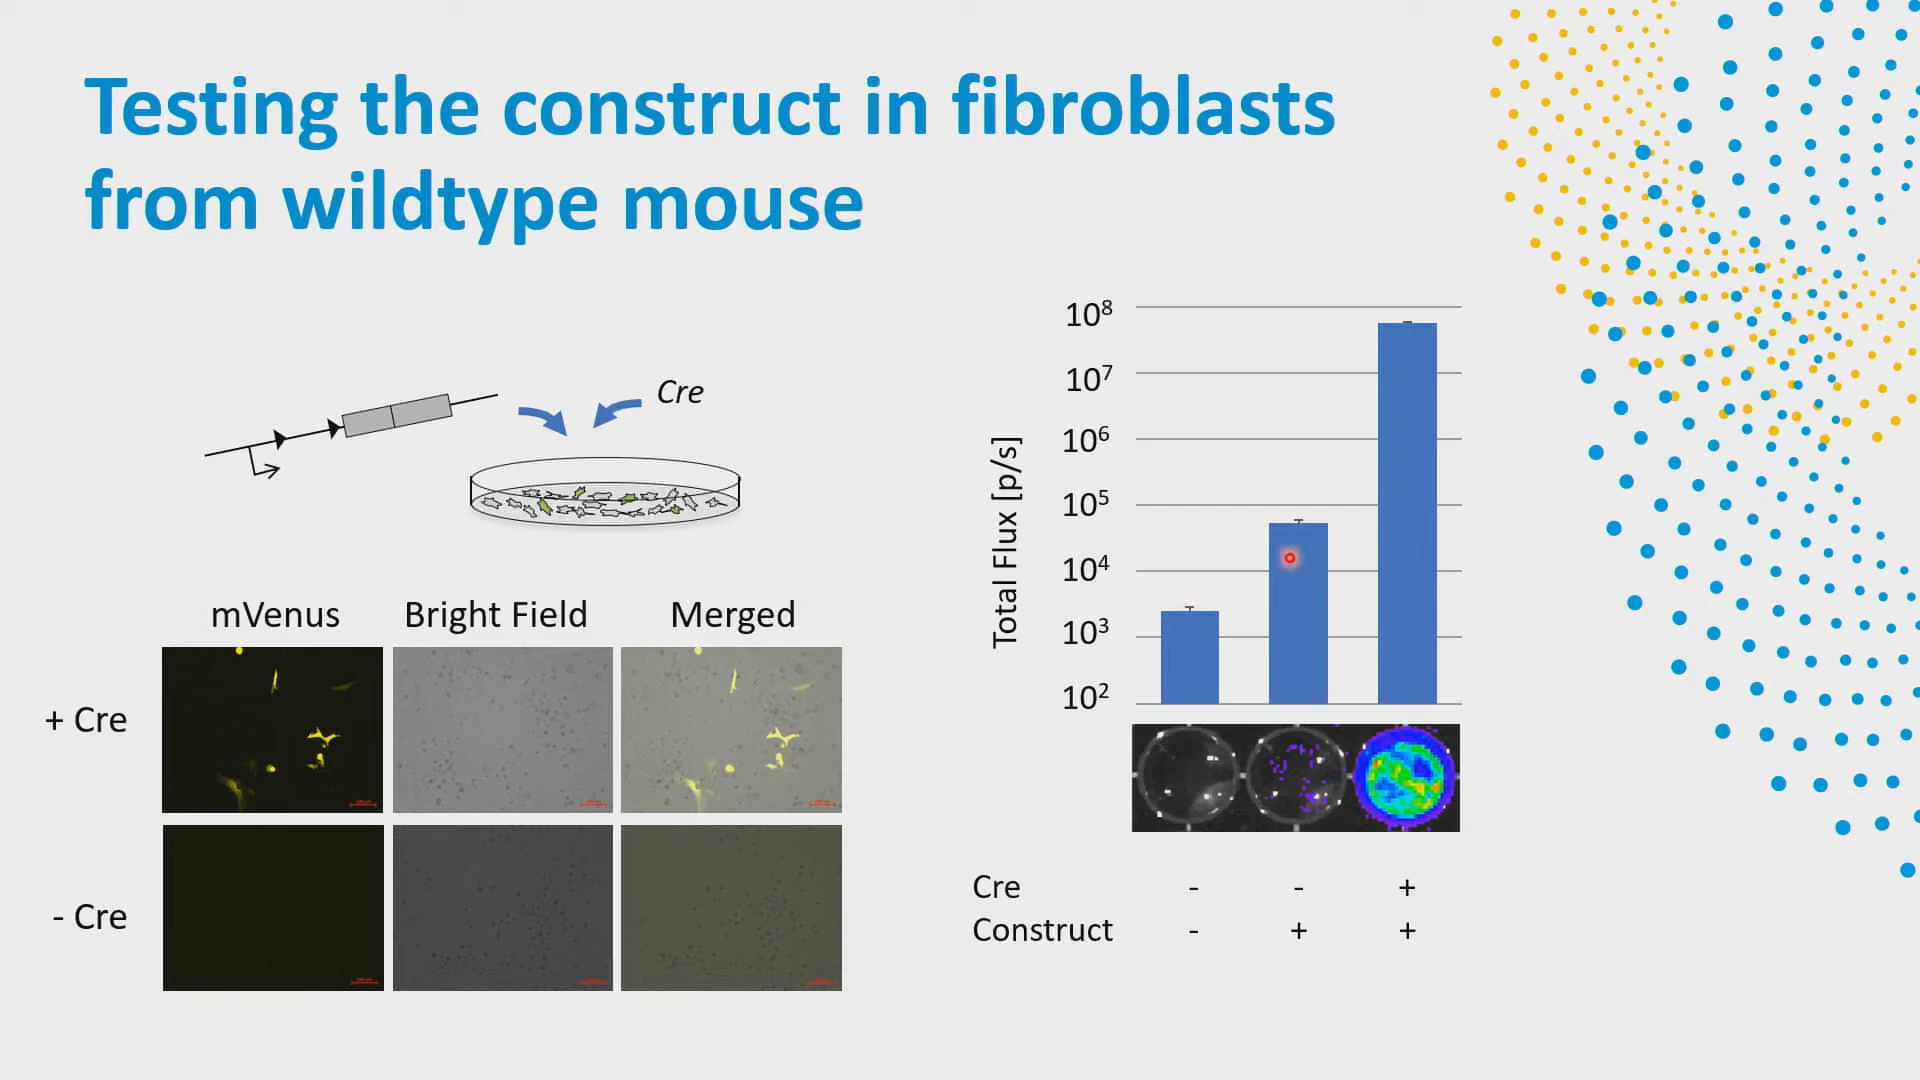 Testing the construct in fibroblasts
from wildtype mouse
Cre
mVenus Bright Field Merged
+ Cre
- Cre
Total Flux [p/s]
10⁸
10⁷
10⁶
10⁵
10⁴
10³
10²
Cre - - +
Construct - + +